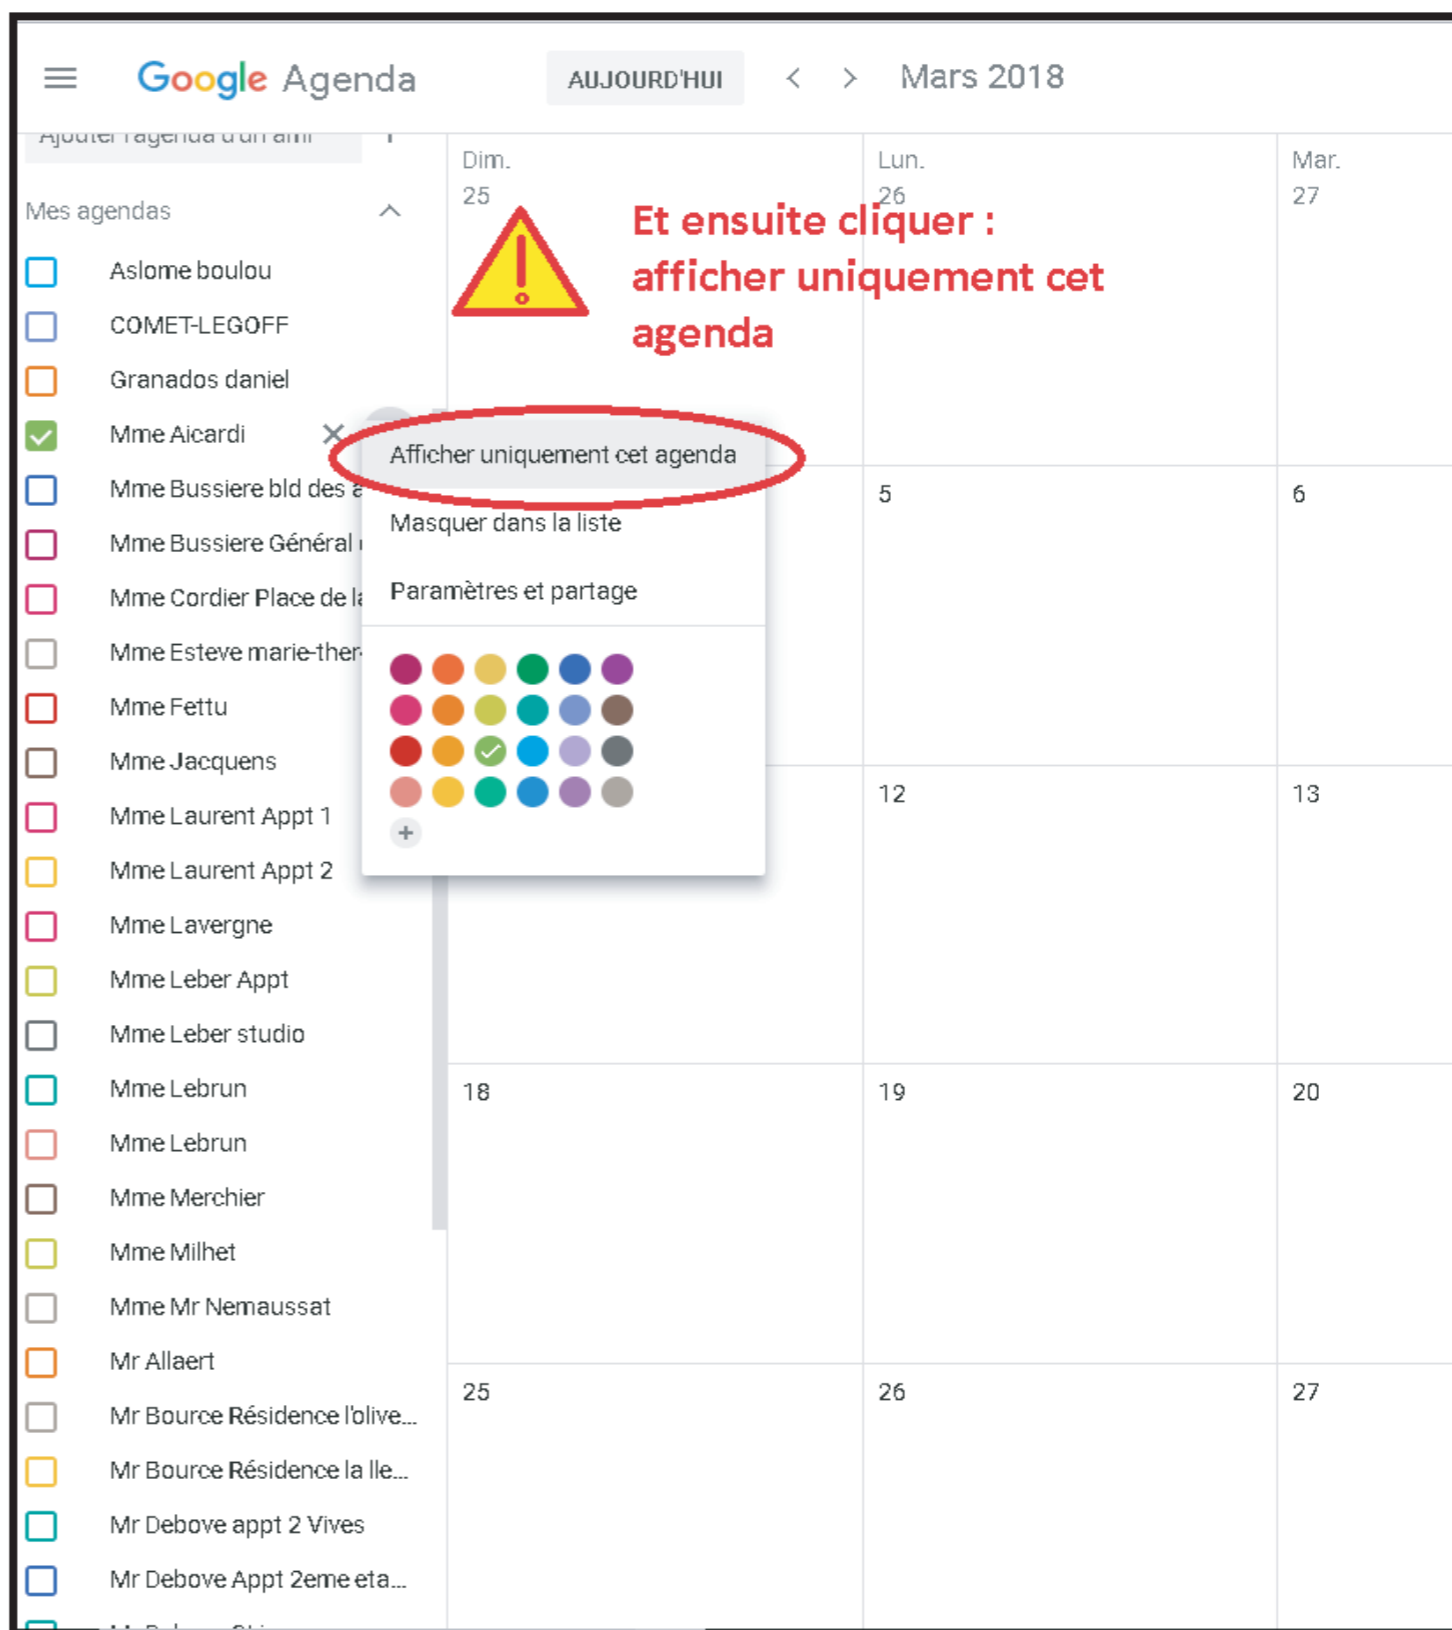 Google Agenda
AUJOURD'HUI < > Mars 2018
Ajouter l'agenda d'un ami +
Mes agendas
Aslome boulou
COMET-LEGOFF
Granados daniel
Mme Aicardi
Mme Bussiere bld des a
Mme Bussiere Général
Mme Cordier Place de la
Mme Esteve marie-ther
Mme Fettu
Mme Jacquens
Mme Laurent Appt 1
Mme Laurent Appt 2
Mme Lavergne
Mme Leber Appt
Mme Leber studio
Mme Lebrun
Mme Lebrun
Mme Merchier
Mme Milhet
Mme Mr Nemaussat
Mr Allaert
Mr Bource Résidence l'olive...
Mr Bource Résidence la lle...
Mr Debove appt 2 Vives
Mr Debove Appt 2eme eta...
Afficher uniquement cet agenda
Masquer dans la liste
Paramètres et partage
+
Et ensuite cliquer :
afficher uniquement cet
agenda
Dim. Lun. Mar.
25 26 27
5 6
12 13
18 19 20
25 26 27